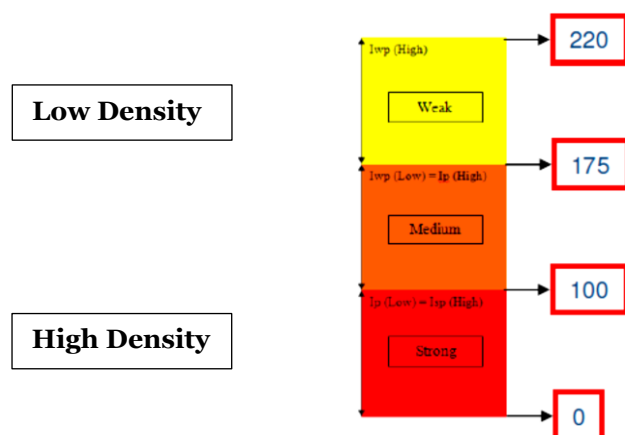 220
Iwp (High)
Low Density
Weak
175
Iwp (Low) = Ip (High)
Medium
100
Ip (Low) = Isp (High)
High Density
Strong
0